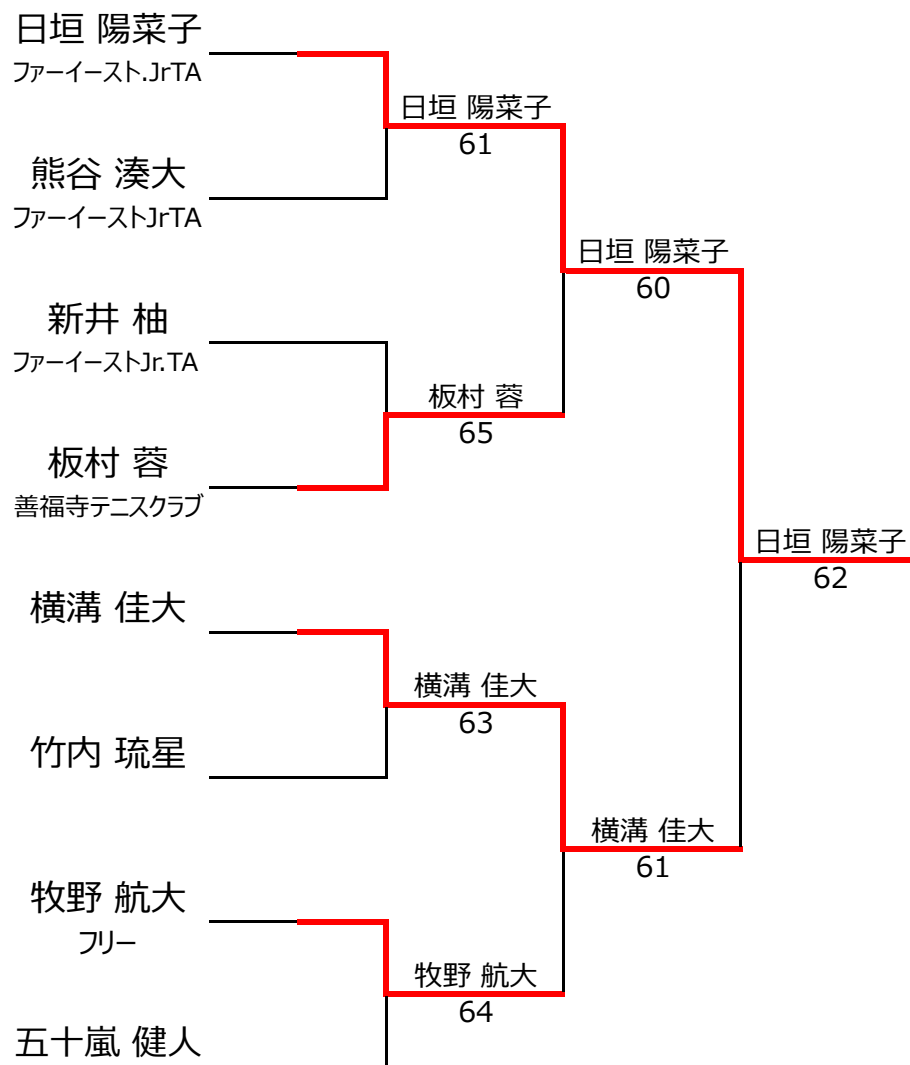 日垣 陽菜子
ファーイースト.JrTA
日垣 陽菜子
61
熊谷 湊大
ファーイーストJrTA
日垣 陽菜子
60
新井 柚
ファーイーストJr.TA
板村 蓉
65
板村 蓉
善福寺テニスクラブ
日垣 陽菜子
62
横溝 佳大
横溝 佳大
63
竹内 琉星
横溝 佳大
61
牧野 航大
フリー
牧野 航大
64
五十嵐 健人